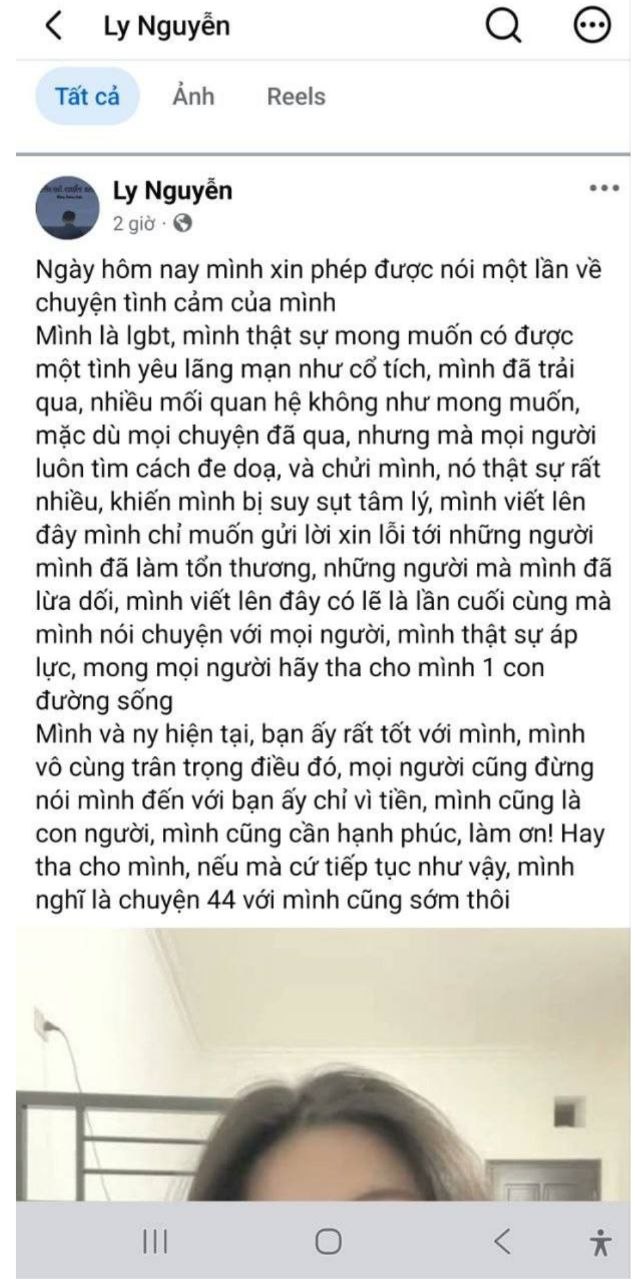 Ly Nguyễn
Tất cả
Ảnh
Reels
Ly Nguyễn
2 giờ ·
Ngày hôm nay mình xin phép được nói một lần về
chuyện tình cảm của mình
Mình là lgbt, mình thật sự mong muốn có được
một tình yêu lãng mạn như cổ tích, mình đã trải
qua, nhiều mối quan hệ không như mong muốn,
mặc dù mọi chuyện đã qua, nhưng mà mọi người
luôn tìm cách đe doạ, và chửi mình, nó thật sự rất
nhiều, khiến mình bị suy sụt tâm lý, mình viết lên
đây mình chỉ muốn gửi lời xin lỗi tới những người
mình đã làm tổn thương, những người mà mình đã
lừa dối, mình viết lên đây có lẽ là lần cuối cùng mà
mình nói chuyện với mọi người, mình thật sự áp
lực, mong mọi người hãy tha cho mình 1 con
đường sống
Mình và ny hiện tại, bạn ấy rất tốt với mình, mình
vô cùng trân trọng điều đó, mọi người cũng đừng
nói mình đến với bạn ấy chỉ vì tiền, mình cũng là
con người, mình cũng cần hạnh phúc, làm ơn! Hay
tha cho mình, nếu mà cứ tiếp tục như vậy, mình
nghĩ là chuyện 44 với mình cũng sớm thôi